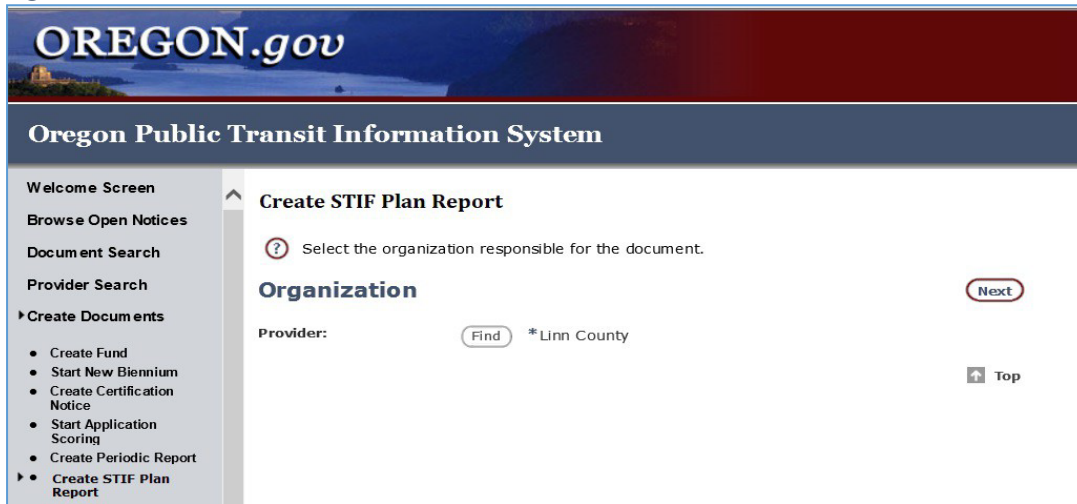 OREGON.gov
Oregon Public Transit Information System
Welcome Screen
Browse Open Notices
Document Search
Provider Search
Create Documents
Create Fund
Start New Biennium
Create Certification
Notice
Start Application
Scoring
Create Periodic Report
Create STIF Plan
Report
Create STIF Plan Report
? Select the organization responsible for the document.
Organization
Next
Provider: Find *Linn County
Top